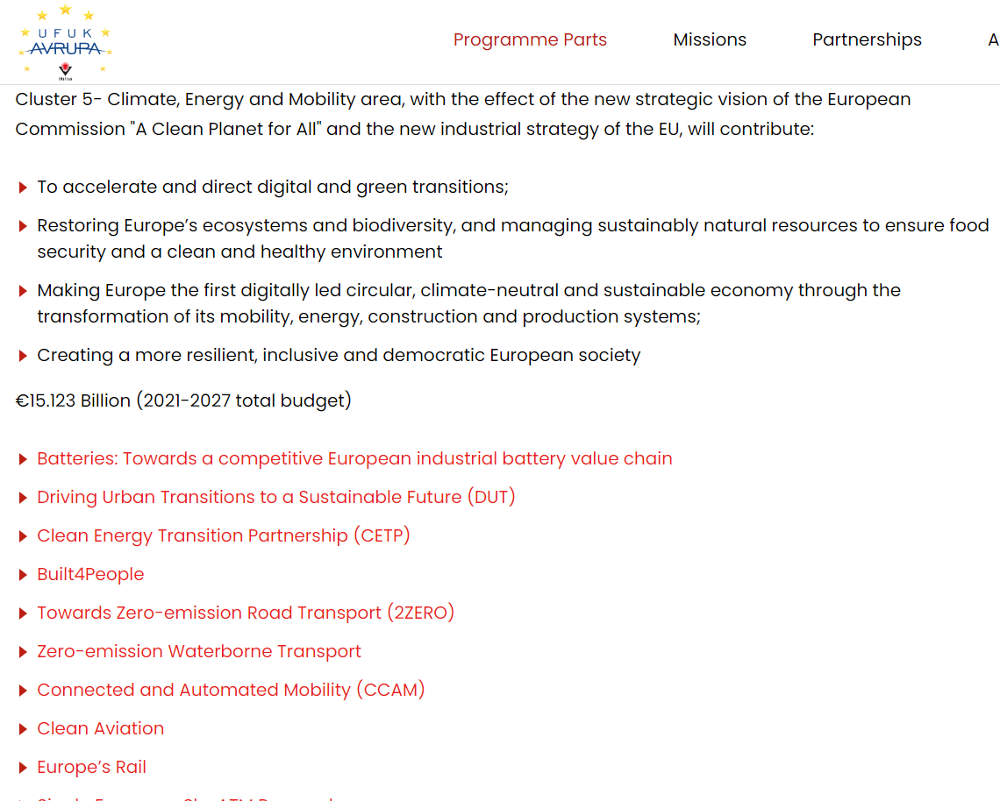 UFUK
AVRUPA
Programme Parts
Missions
Partnerships
A
Cluster 5- Climate, Energy and Mobility area, with the effect of the new strategic vision of the European
Commission "A Clean Planet for All" and the new industrial strategy of the EU, will contribute:
To accelerate and direct digital and green transitions;
Restoring Europe’s ecosystems and biodiversity, and managing sustainably natural resources to ensure food
security and a clean and healthy environment
Making Europe the first digitally led circular, climate-neutral and sustainable economy through the
transformation of its mobility, energy, construction and production systems;
Creating a more resilient, inclusive and democratic European society
€15.123 Billion (2021-2027 total budget)
Batteries: Towards a competitive European industrial battery value chain
Driving Urban Transitions to a Sustainable Future (DUT)
Clean Energy Transition Partnership (CETP)
Built4People
Towards Zero-emission Road Transport (2ZERO)
Zero-emission Waterborne Transport
Connected and Automated Mobility (CCAM)
Clean Aviation
Europe’s Rail